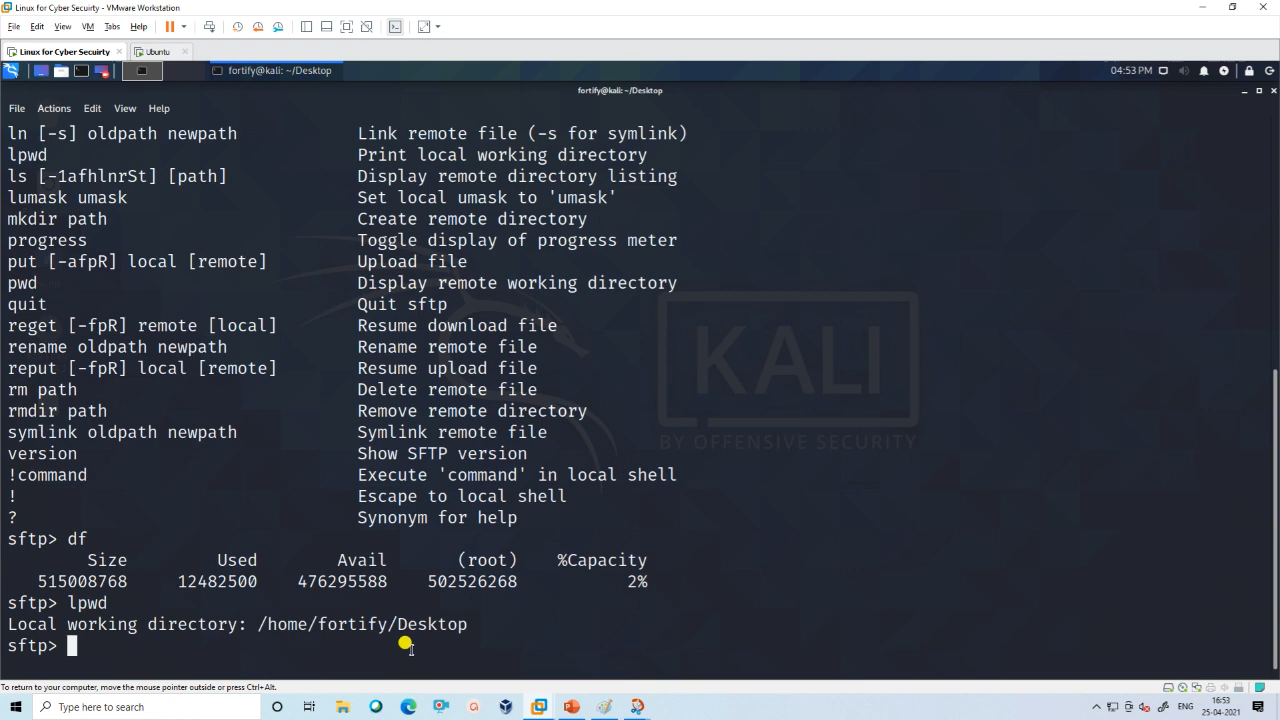 Linux for Cyber Secuirty - VMware Workstation
File Edit View VM Tabs Help
Linux for Cyber Secuirty Ubuntu
fortify@kali: ~/Desktop 04:53 PM
fortify@kali: ~/Desktop
File Actions Edit View Help
ln [-s] oldpath newpath Link remote file (-s for symlink)
lpwd Print local working directory
ls [-1afhlnrSt] [path] Display remote directory listing
lumask umask Set local umask to 'umask'
mkdir path Create remote directory
progress Toggle display of progress meter
put [-afpR] local [remote] Upload file
pwd Display remote working directory
quit Quit sftp
reget [-fpR] remote [local] Resume download file
rename oldpath newpath Rename remote file
reput [-fpR] local [remote] Resume upload file
rm path Delete remote file
rmdir path Remove remote directory
symlink oldpath newpath Symlink remote file
version Show SFTP version
!command Execute 'command' in local shell
! Escape to local shell
? Synonym for help
KALI
BY OFFENSIVE SECURITY
sftp> df
Size Used Avail (root) %Capacity
515008768 12482500 476295588 502526268 2%
sftp> lpwd
Local working directory: /home/fortify/Desktop
sftp>
To return to your computer, move the mouse pointer outside or press Ctrl+Alt.
Type here to search ENG 16:53
25-04-2021